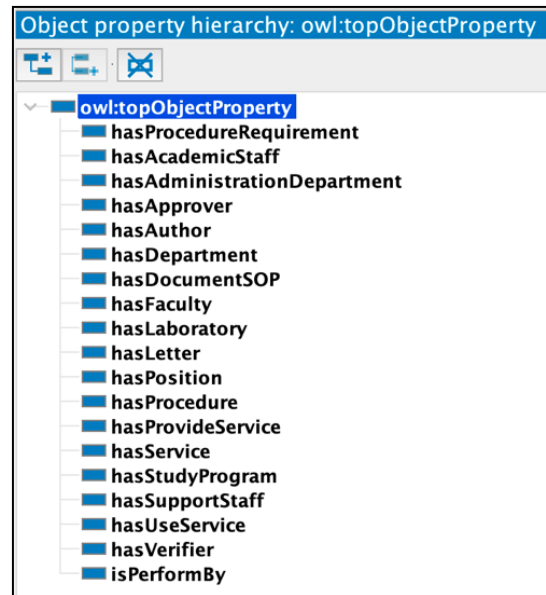 Object property hierarchy: owl:topObjectProperty
owl:topObjectProperty
hasProcedureRequirement
hasAcademicStaff
hasAdministrationDepartment
hasApprover
hasAuthor
hasDepartment
hasDocumentSOP
hasFaculty
hasLaboratory
hasLetter
hasPosition
hasProcedure
hasProvideService
hasService
hasStudyProgram
hasSupportStaff
hasUseService
hasVerifier
isPerformBy